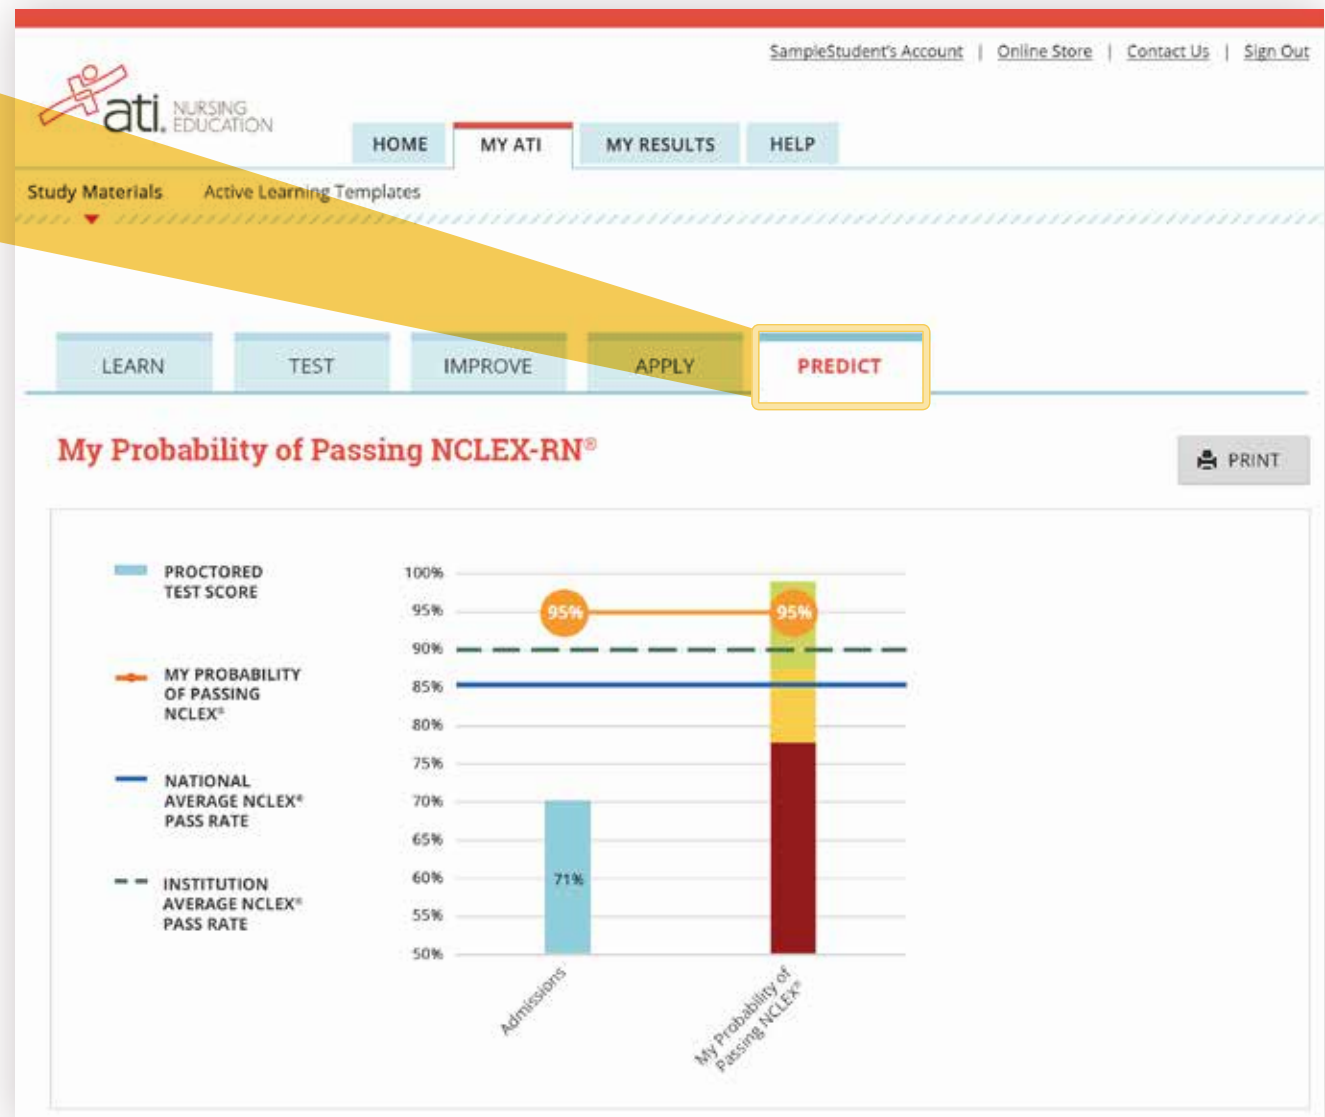 SampleStudent's Account | Online Store | Contact Us | Sign Out
ati. NURSING
EDUCATION
HOME MY ATI MY RESULTS HELP
Study Materials Active Learning Templates
LEARN TEST IMPROVE APPLY PREDICT
My Probability of Passing NCLEX-RN®
PRINT
PROCTORED
TEST SCORE
MY PROBABILITY
OF PASSING
NCLEX®
NATIONAL
AVERAGE NCLEX®
PASS RATE
INSTITUTION
AVERAGE NCLEX®
PASS RATE
100%
95%
90%
85%
80%
75%
70%
65%
60%
55%
50%
95%
95%
71%
Admissions
My Probability of
Passing NCLEX®